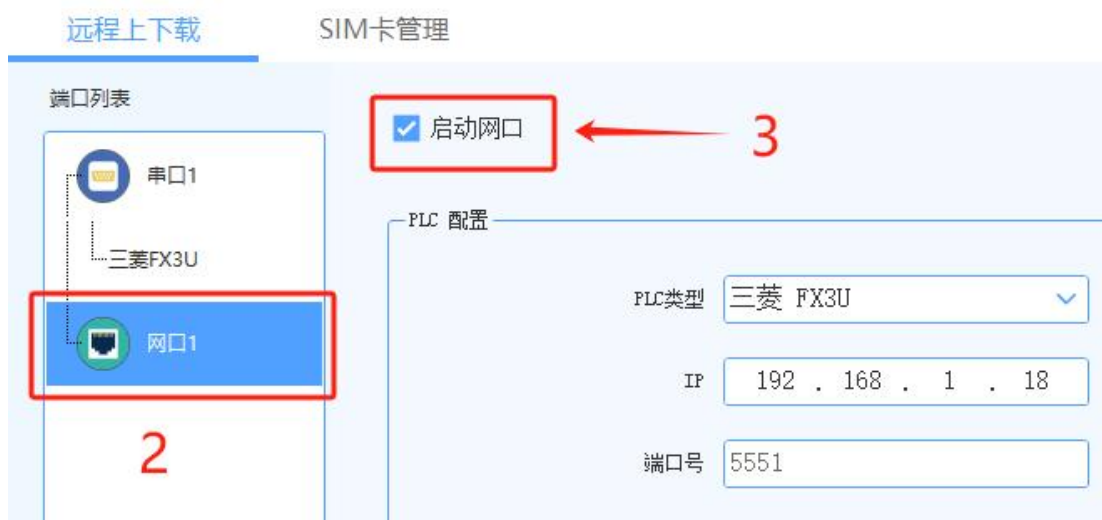 远程上下载 SIM卡管理
端口列表
启动网口
3
串口1
PLC 配置
三菱FX3U
PLC类型 三菱 FX3U
网口1
IP 192 . 168 . 1 . 18
2
端口号 5551